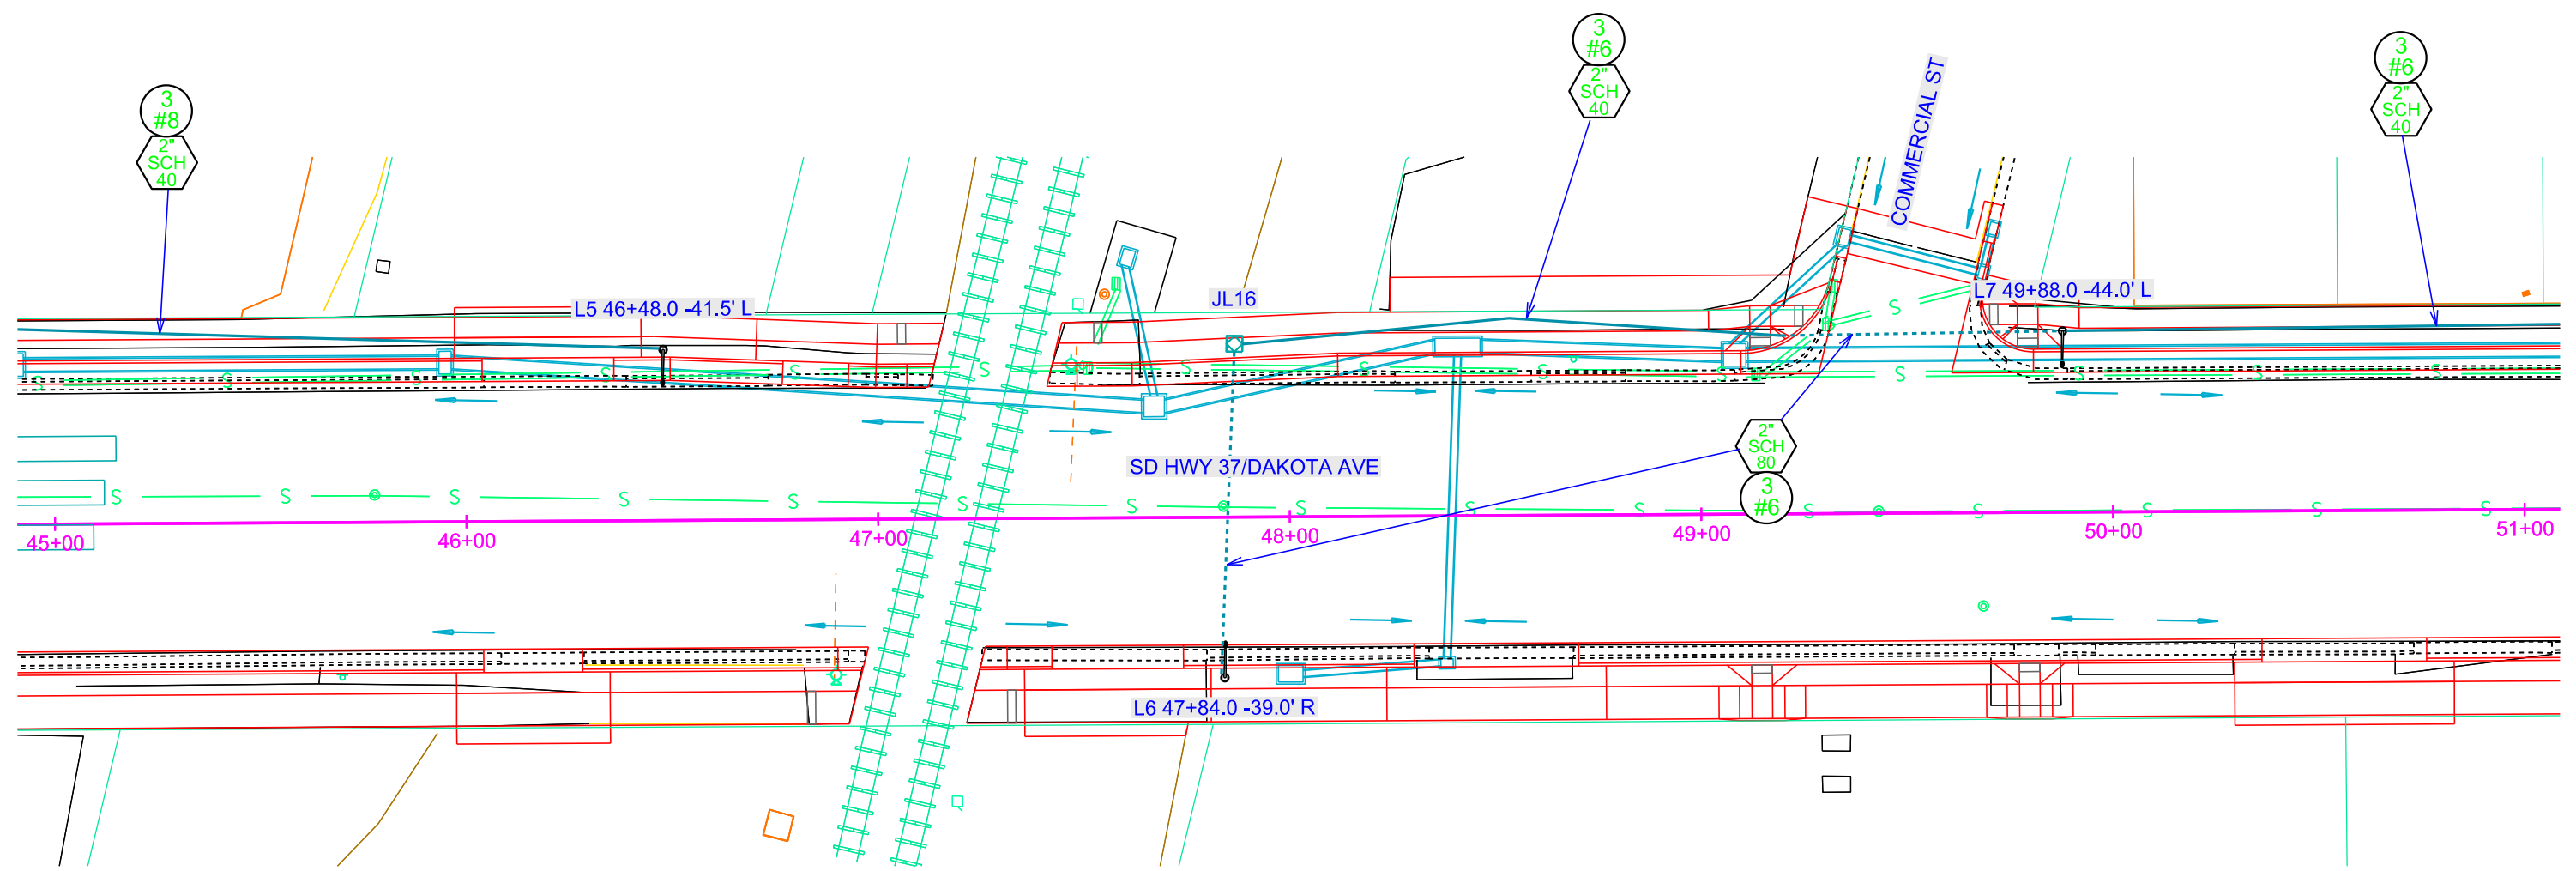 3
#6
2"
SCH
40
3
#6
2"
SCH
40
3
#8
2"
SCH
40
COMMERCIAL ST
L5 46+48.0 -41.5' L
JL16
L7 49+88.0 -44.0' L
S S S S S S S S S S S S S S
2"
SCH
80
3
#6
SD HWY 37/DAKOTA AVE
S S S S S S S S S S S S S S S
45+00
46+00
47+00
48+00
49+00
50+00
51+00
L6 47+84.0 -39.0' R